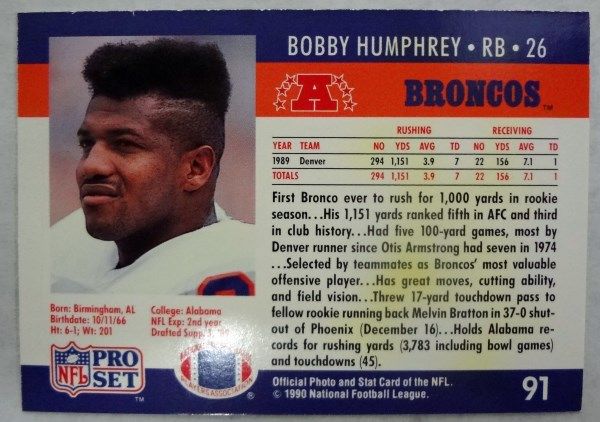 BOBBY HUMPHREY • RB • 26
A BRONCOS™
RUSHING RECEIVING
YEAR TEAM NO YDS AVG TD NO YDS AVG TD
1989 Denver 294 1,151 3.9 7 22 156 7.1 1
TOTALS 294 1,151 3.9 7 22 156 7.1 1
First Bronco ever to rush for 1,000 yards in rookie
season...His 1,151 yards ranked fifth in AFC and third
in club history...Had five 100-yard games, most by
Denver runner since Otis Armstrong had seven in 1974
...Selected by teammates as Broncos' most valuable
offensive player...Has great moves, cutting ability,
and field vision...Threw 17-yard touchdown pass to
fellow rookie running back Melvin Bratton in 37-0 shut-
out of Phoenix (December 16)...Holds Alabama rec-
ords for rushing yards (3,783 including bowl games)
and touchdowns (45).
Born: Birmingham, AL
Birthdate: 10/11/66
Ht: 6-1; Wt: 201
College: Alabama
NFL Exp: 2nd year
Drafted Supp.
NFL PRO
SET™
PLAYERS ASSOCIATION ®
Official Photo and Stat Card of the NFL.
© 1990 National Football League.
91